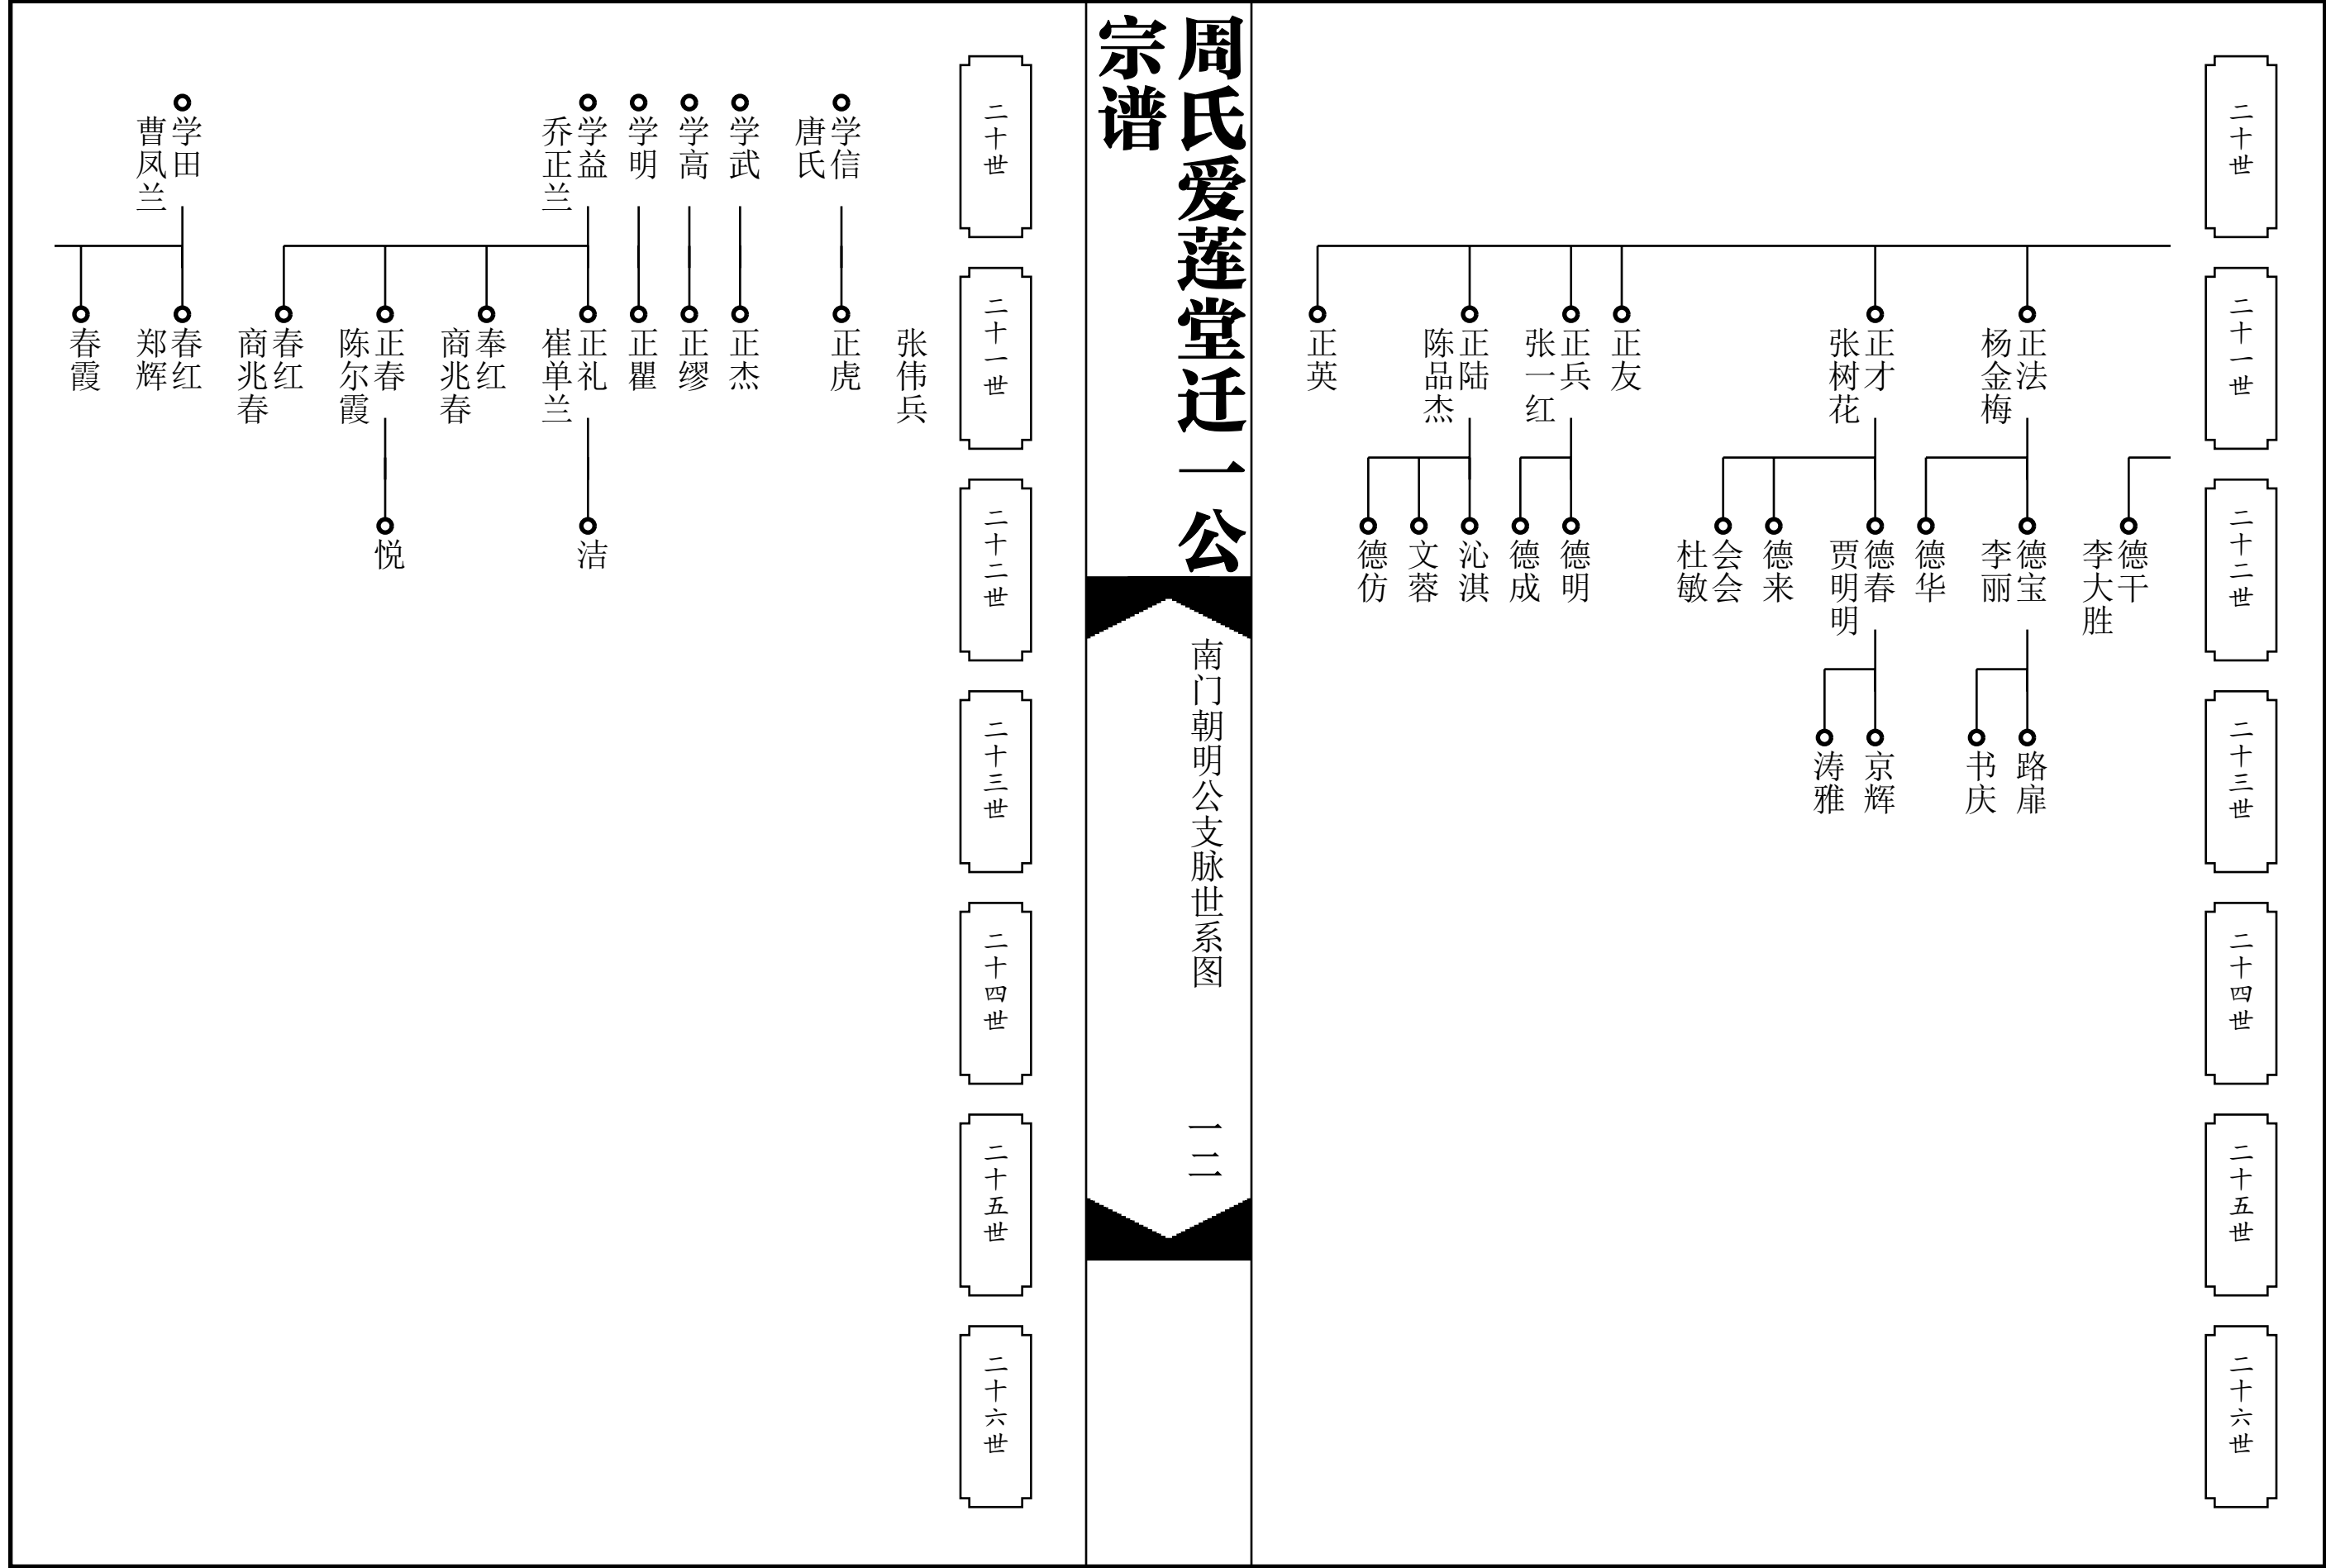 二十世
二十一世
二十二世
二十三世
二十四世
二十五世
二十六世
正法
杨金梅
正才
张树花
正友
正兵
张一红
正陆
陈品杰
正英
德干
李大胜
德宝
李丽
德华
德春
贾明明
德来
会会
杜敏
德明
德成
沁淇
文蓉
德仿
路扉
书庆
京辉
涛雅
周氏爱莲堂迁一公
宗谱
南门朝明公支脉世系图
一二
二十世
二十一世
二十二世
二十三世
二十四世
二十五世
二十六世
学信
唐氏
学武
学高
学明
学益
乔正兰
学田
曹凤兰
张伟兵
正虎
正杰
正缪
正瞿
正礼
崔单兰
奉红
商兆春
正春
陈尔霞
春红
商兆春
春红
郑辉
春霞
洁
悦